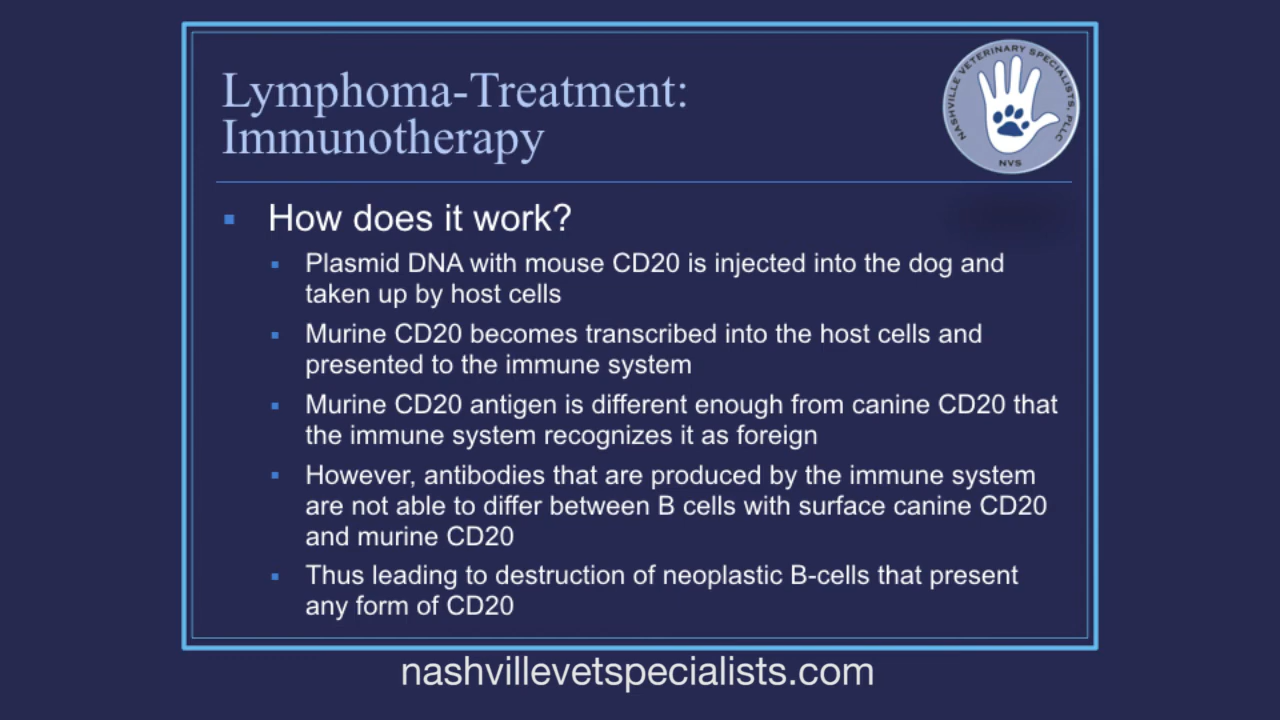 Lymphoma-Treatment:
Immunotherapy
NASHVILLE VETERINARY SPECIALISTS, PLLC
NVS
How does it work?
Plasmid DNA with mouse CD20 is injected into the dog and
taken up by host cells
Murine CD20 becomes transcribed into the host cells and
presented to the immune system
Murine CD20 antigen is different enough from canine CD20 that
the immune system recognizes it as foreign
However, antibodies that are produced by the immune system
are not able to differ between B cells with surface canine CD20
and murine CD20
Thus leading to destruction of neoplastic B-cells that present
any form of CD20
nashvillevetspecialists.com